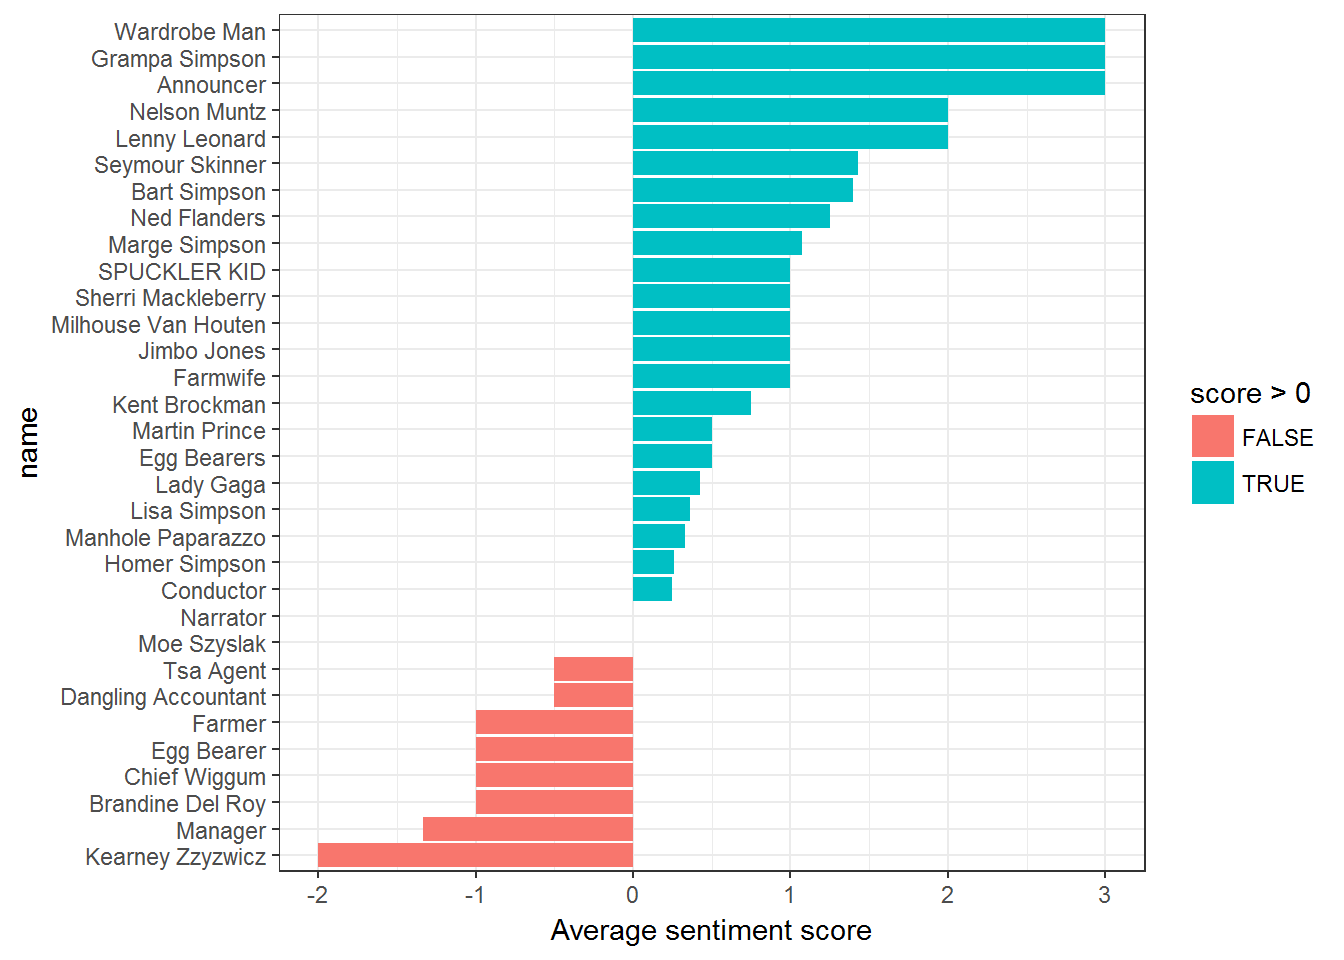 Wardrobe Man
Grampa Simpson
Announcer
Nelson Muntz
Lenny Leonard
Seymour Skinner
Bart Simpson
Ned Flanders
Marge Simpson
SPUCKLER KID
Sherri Mackleberry
Milhouse Van Houten
Jimbo Jones
Farmwife
Kent Brockman
Martin Prince
Egg Bearers
Lady Gaga
Lisa Simpson
Manhole Paparazzo
Homer Simpson
Conductor
Narrator
Moe Szyslak
Tsa Agent
Dangling Accountant
Farmer
Egg Bearer
Chief Wiggum
Brandine Del Roy
Manager
Kearney Zzyzwicz
name
-2 -1 0 1 2 3
Average sentiment score
score > 0
FALSE
TRUE